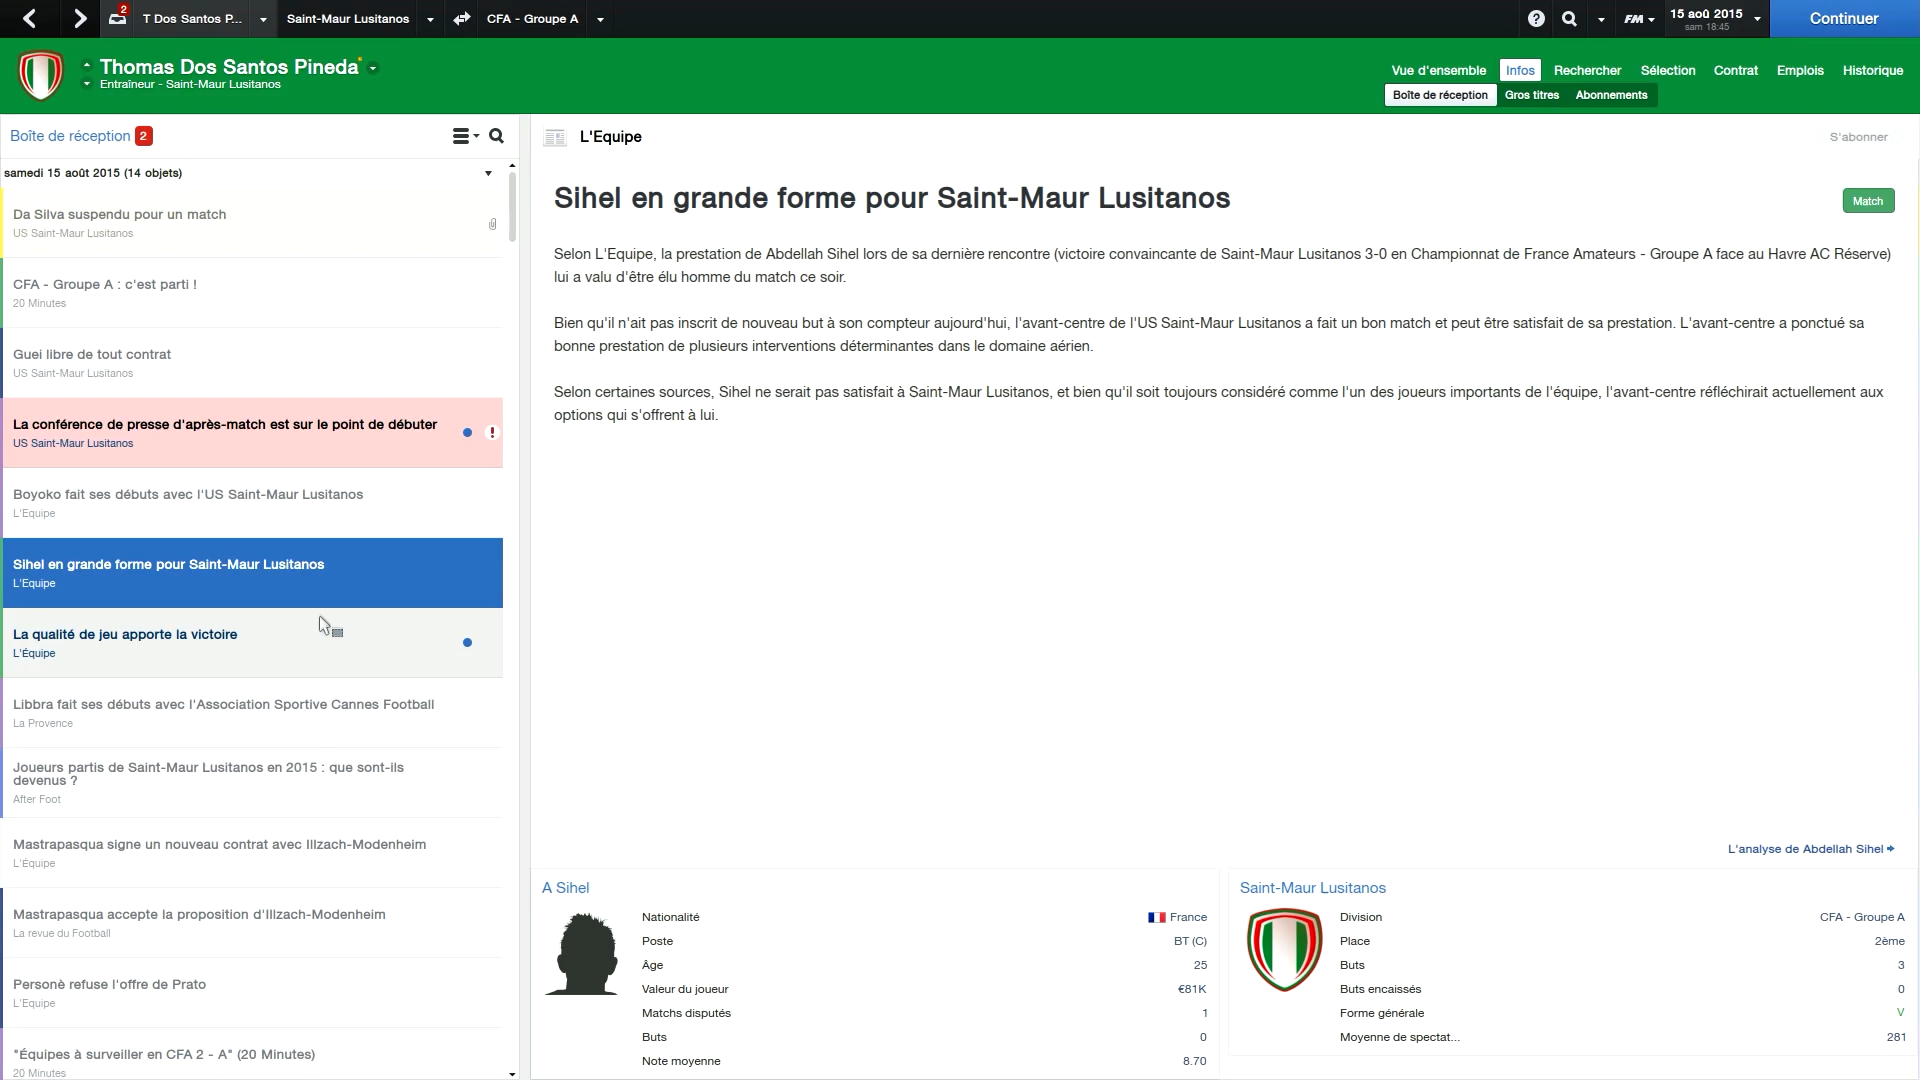 2
T Dos Santos P...
Saint-Maur Lusitanos
CFA - Groupe A
FM
15 aoû 2015
sam 18:45
Continuer
Thomas Dos Santos Pineda
Entraîneur - Saint-Maur Lusitanos
Vue d'ensemble
Infos
Rechercher
Sélection
Contrat
Emplois
Historique
Boîte de réception
Gros titres
Abonnements
Boîte de réception 2
samedi 15 août 2015 (14 objets)
Da Silva suspendu pour un match
US Saint-Maur Lusitanos
CFA - Groupe A : c'est parti !
20 Minutes
Guei libre de tout contrat
US Saint-Maur Lusitanos
La conférence de presse d'après-match est sur le point de débuter
US Saint-Maur Lusitanos
Boyoko fait ses débuts avec l'US Saint-Maur Lusitanos
L'Equipe
Sihel en grande forme pour Saint-Maur Lusitanos
L'Equipe
La qualité de jeu apporte la victoire
L'Équipe
Libbra fait ses débuts avec l'Association Sportive Cannes Football
La Provence
Joueurs partis de Saint-Maur Lusitanos en 2015 : que sont-ils
devenus ?
After Foot
Mastrapasqua signe un nouveau contrat avec Illzach-Modenheim
L'Équipe
Mastrapasqua accepte la proposition d'Illzach-Modenheim
La revue du Football
Personè refuse l'offre de Prato
L'Equipe
"Équipes à surveiller en CFA 2 - A" (20 Minutes)
20 Minutes
L'Equipe
S'abonner
Sihel en grande forme pour Saint-Maur Lusitanos
Match
Selon L'Equipe, la prestation de Abdellah Sihel lors de sa dernière rencontre (victoire convaincante de Saint-Maur Lusitanos 3-0 en Championnat de France Amateurs - Groupe A face au Havre AC Réserve)
lui a valu d'être élu homme du match ce soir.
Bien qu'il n'ait pas inscrit de nouveau but à son compteur aujourd'hui, l'avant-centre de l'US Saint-Maur Lusitanos a fait un bon match et peut être satisfait de sa prestation. L'avant-centre a ponctué sa
bonne prestation de plusieurs interventions déterminantes dans le domaine aérien.
Selon certaines sources, Sihel ne serait pas satisfait à Saint-Maur Lusitanos, et bien qu'il soit toujours considéré comme l'un des joueurs importants de l'équipe, l'avant-centre réfléchirait actuellement aux
options qui s'offrent à lui.
L'analyse de Abdellah Sihel
A Sihel
Nationalité France
Poste BT (C)
Âge 25
Valeur du joueur €81K
Matchs disputés 1
Buts 0
Note moyenne 8.70
Saint-Maur Lusitanos
Division CFA - Groupe A
Place 2ème
Buts 3
Buts encaissés 0
Forme générale V
Moyenne de spectat... 281